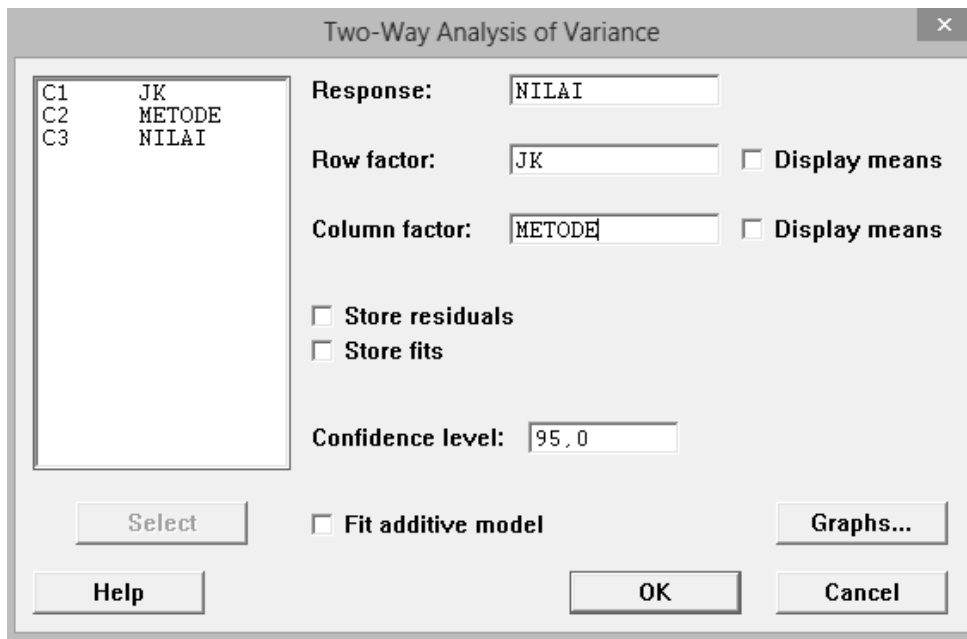 Two-Way Analysis of Variance
×
C1 JK
C2 METODE
C3 NILAI
Response: NILAI
Row factor: JK Display means
Column factor: METODE Display means
Store residuals
Store fits
Confidence level: 95,0
Select Fit additive model Graphs...
Help OK Cancel